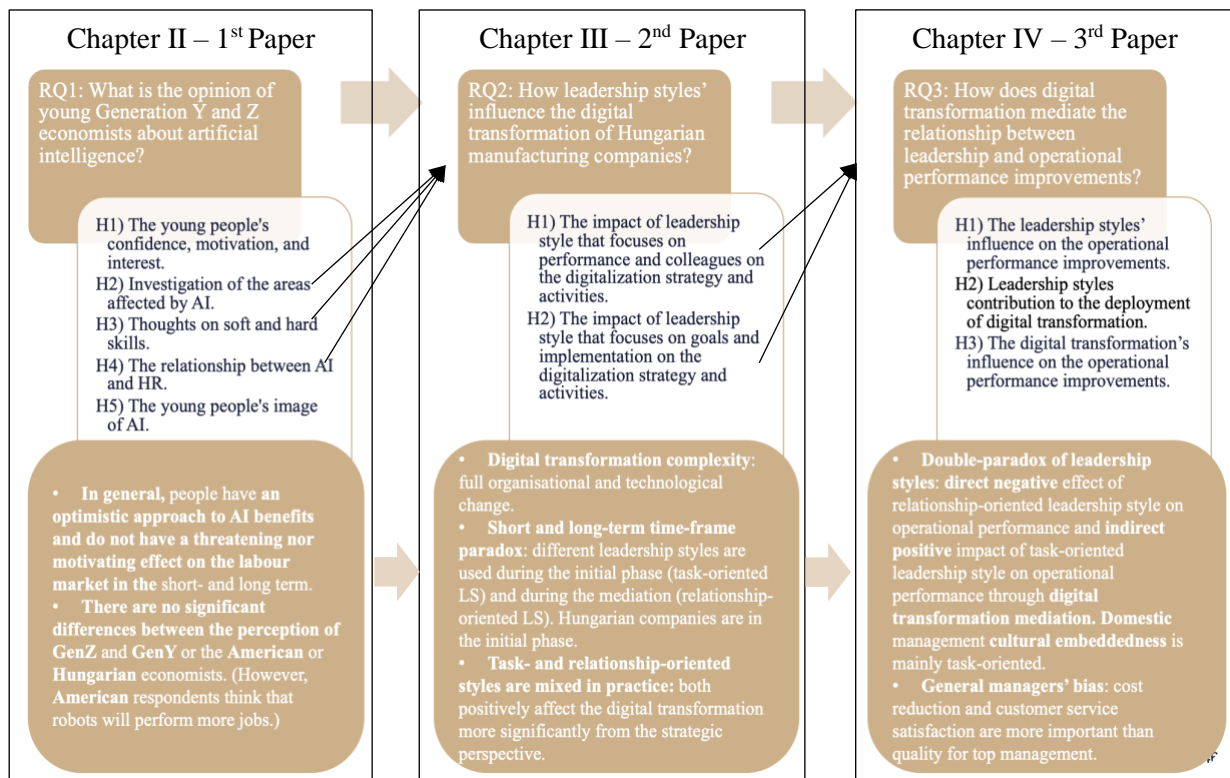 Chapter II – 1st Paper
RQ1: What is the opinion of
young Generation Y and Z
economists about artificial
intelligence?
H1) The young people's
confidence, motivation, and
interest.
H2) Investigation of the areas
affected by AI.
H3) Thoughts on soft and hard
skills.
H4) The relationship between AI
and HR.
H5) The young people's image
of AI.
• In general, people have an
optimistic approach to AI benefits
and do not have a threatening nor
motivating effect on the labour
market in the short- and long term.
• There are no significant
differences between the perception of
GenZ and GenY or the American or
Hungarian economists. (However,
American respondents think that
robots will perform more jobs.)
Chapter III – 2nd Paper
RQ2: How leadership styles'
influence the digital
transformation of Hungarian
manufacturing companies?
H1) The impact of leadership
style that focuses on
performance and colleagues on
the digitalization strategy and
activities.
H2) The impact of leadership
style that focuses on goals and
implementation on the
digitalization strategy and
activities.
• Digital transformation complexity:
full organisational and technological
change.
• Short and long-term time-frame
paradox: different leadership styles are
used during the initial phase (task-oriented
LS) and during the mediation (relationship-
oriented LS). Hungarian companies are in
the initial phase.
• Task- and relationship-oriented
styles are mixed in practice: both
positively affect the digital transformation
more significantly from the strategic
perspective.
Chapter IV – 3rd Paper
RQ3: How does digital
transformation mediate the
relationship between
leadership and operational
performance improvements?
H1) The leadership styles'
influence on the operational
performance improvements.
H2) Leadership styles
contribution to the deployment
of digital transformation.
H3) The digital transformation's
influence on the operational
performance improvements.
• Double-paradox of leadership
styles: direct negative effect of
relationship-oriented leadership style on
operational performance and indirect
positive impact of task-oriented
leadership style on operational
performance through digital
transformation mediation. Domestic
management cultural embeddedness is
mainly task-oriented.
• General managers' bias: cost
reduction and customer service
satisfaction are more important than
quality for top management.